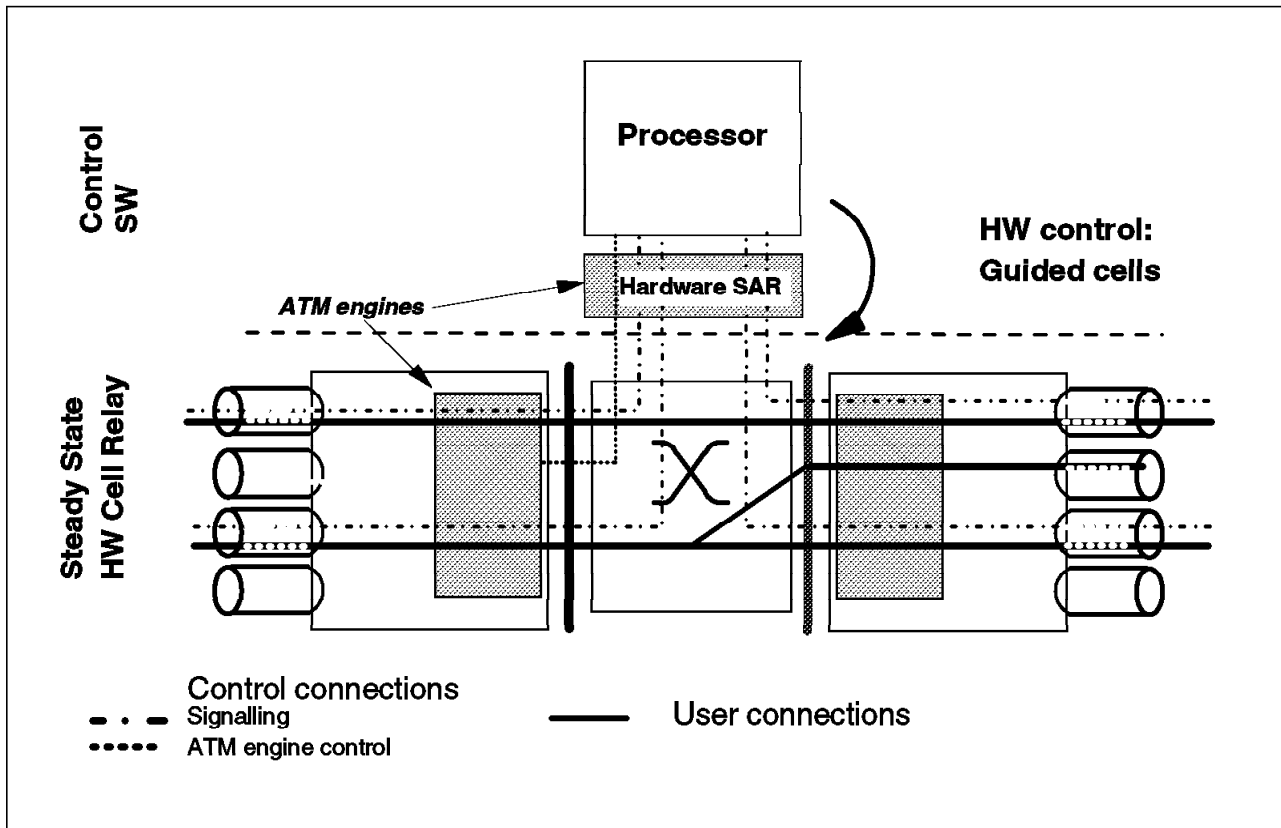 Control
SW
Processor
HW control:
Guided cells
Hardware SAR
ATM engines
Steady State
HW Cell Relay
Control connections
Signalling
ATM engine control
User connections